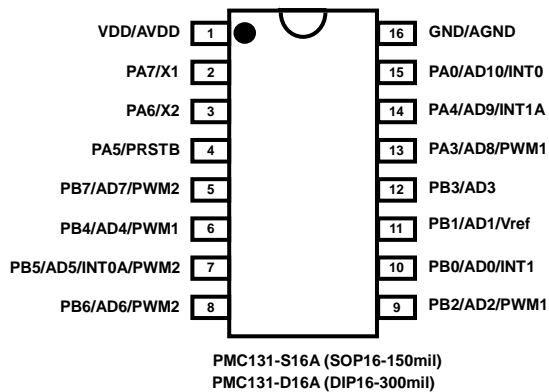 VDD/AVDD 1 16 GND/AGND
PA7/X1 2 15 PA0/AD10/INT0
PA6/X2 3 14 PA4/AD9/INT1A
PA5/PRSTB 4 13 PA3/AD8/PWM1
PB7/AD7/PWM2 5 12 PB3/AD3
PB4/AD4/PWM1 6 11 PB1/AD1/Vref
PB5/AD5/INT0A/PWM2 7 10 PB0/AD0/INT1
PB6/AD6/PWM2 8 9 PB2/AD2/PWM1
PMC131-S16A (SOP16-150mil)
PMC131-D16A (DIP16-300mil)